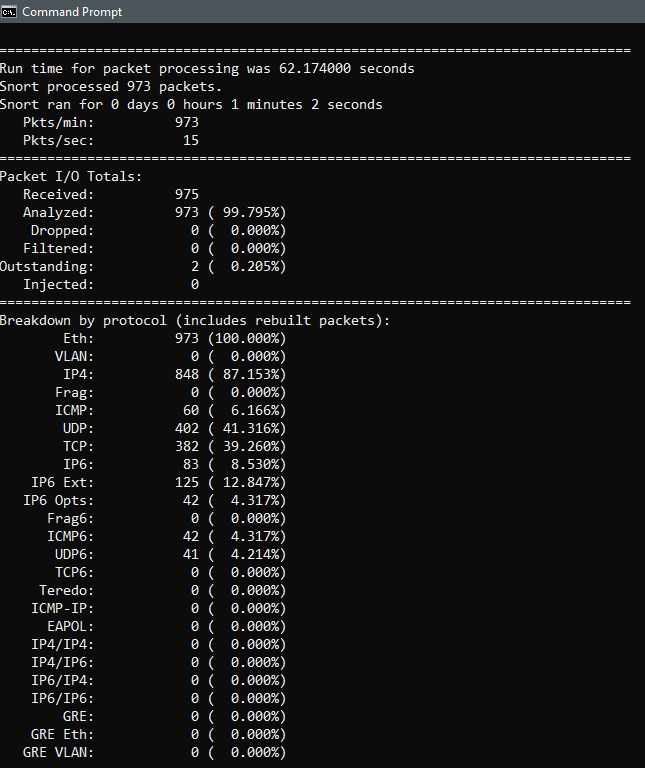 Command Prompt
===============================================================================
Run time for packet processing was 62.174000 seconds
Snort processed 973 packets.
Snort ran for 0 days 0 hours 1 minutes 2 seconds
   Pkts/min:          973
   Pkts/sec:           15
===============================================================================
Packet I/O Totals:
   Received:          975
   Analyzed:          973 ( 99.795%)
    Dropped:            0 (  0.000%)
   Filtered:            0 (  0.000%)
Outstanding:            2 (  0.205%)
   Injected:            0
===============================================================================
Breakdown by protocol (includes rebuilt packets):
        Eth:          973 (100.000%)
       VLAN:            0 (  0.000%)
        IP4:          848 ( 87.153%)
       Frag:            0 (  0.000%)
       ICMP:           60 (  6.166%)
        UDP:          402 ( 41.316%)
        TCP:          382 ( 39.260%)
        IP6:           83 (  8.530%)
    IP6 Ext:          125 ( 12.847%)
   IP6 Opts:           42 (  4.317%)
      Frag6:            0 (  0.000%)
      ICMP6:           42 (  4.317%)
       UDP6:           41 (  4.214%)
       TCP6:            0 (  0.000%)
     Teredo:            0 (  0.000%)
    ICMP-IP:            0 (  0.000%)
      EAPOL:            0 (  0.000%)
    IP4/IP4:            0 (  0.000%)
    IP4/IP6:            0 (  0.000%)
    IP6/IP4:            0 (  0.000%)
    IP6/IP6:            0 (  0.000%)
        GRE:            0 (  0.000%)
    GRE Eth:            0 (  0.000%)
   GRE VLAN:            0 (  0.000%)